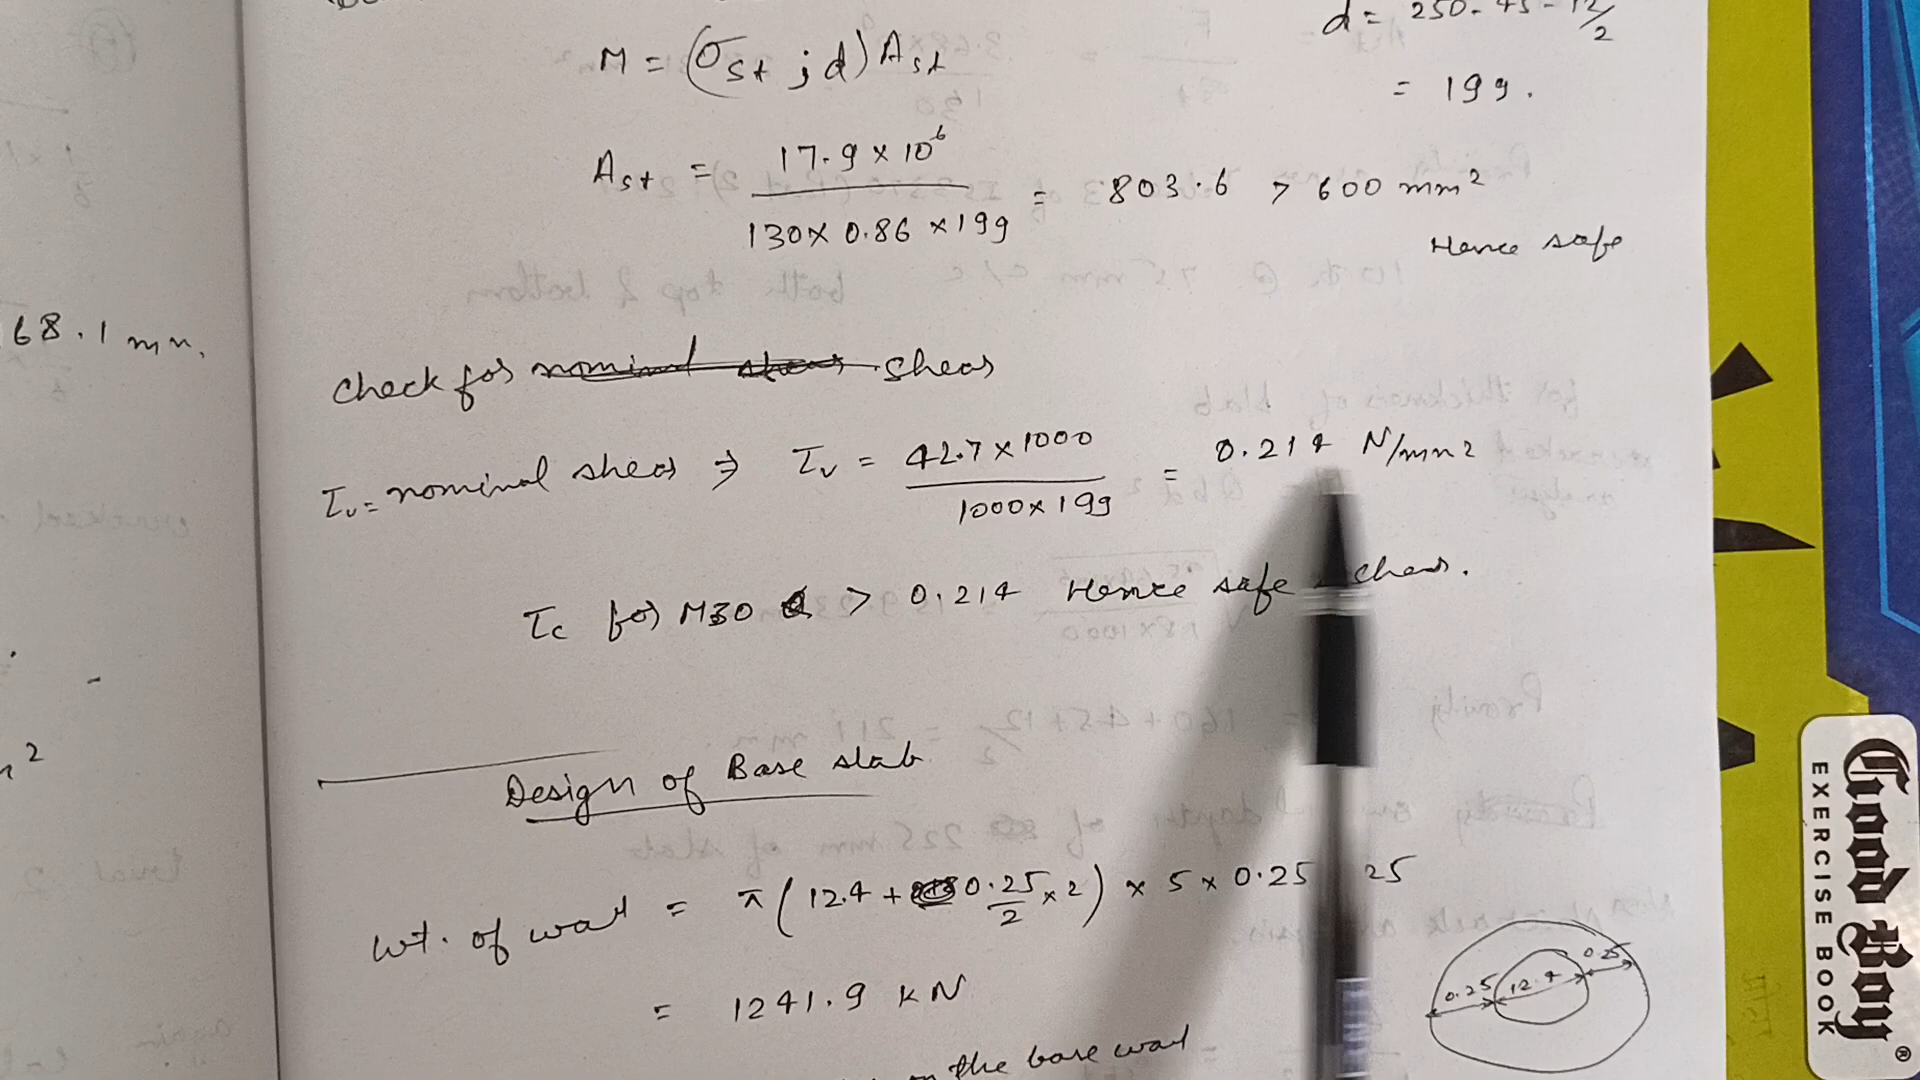 d = 250 - 45 - 12/2
M = (σst j d) Ast
= 199.
Ast = 17.9 × 10^6 / 130 × 0.86 × 199 = 803.6 > 600 mm2
Hence safe
68.1 mm.
Check for shear
τv = nominal shear ⇒ τv = 42.7 × 1000 / 1000 × 199 = 0.214 N/mm2
τc for M30 > 0.214 Hence safe shear.
2
Design of Base slab
wt. of wall = π ( 12.4 + 0.25/2 × 2 ) × 5 × 0.25 25
0.25 12.4 0.25
= 1241.9 kN
on the base wall
Good Boy®
EXERCISE BOOK